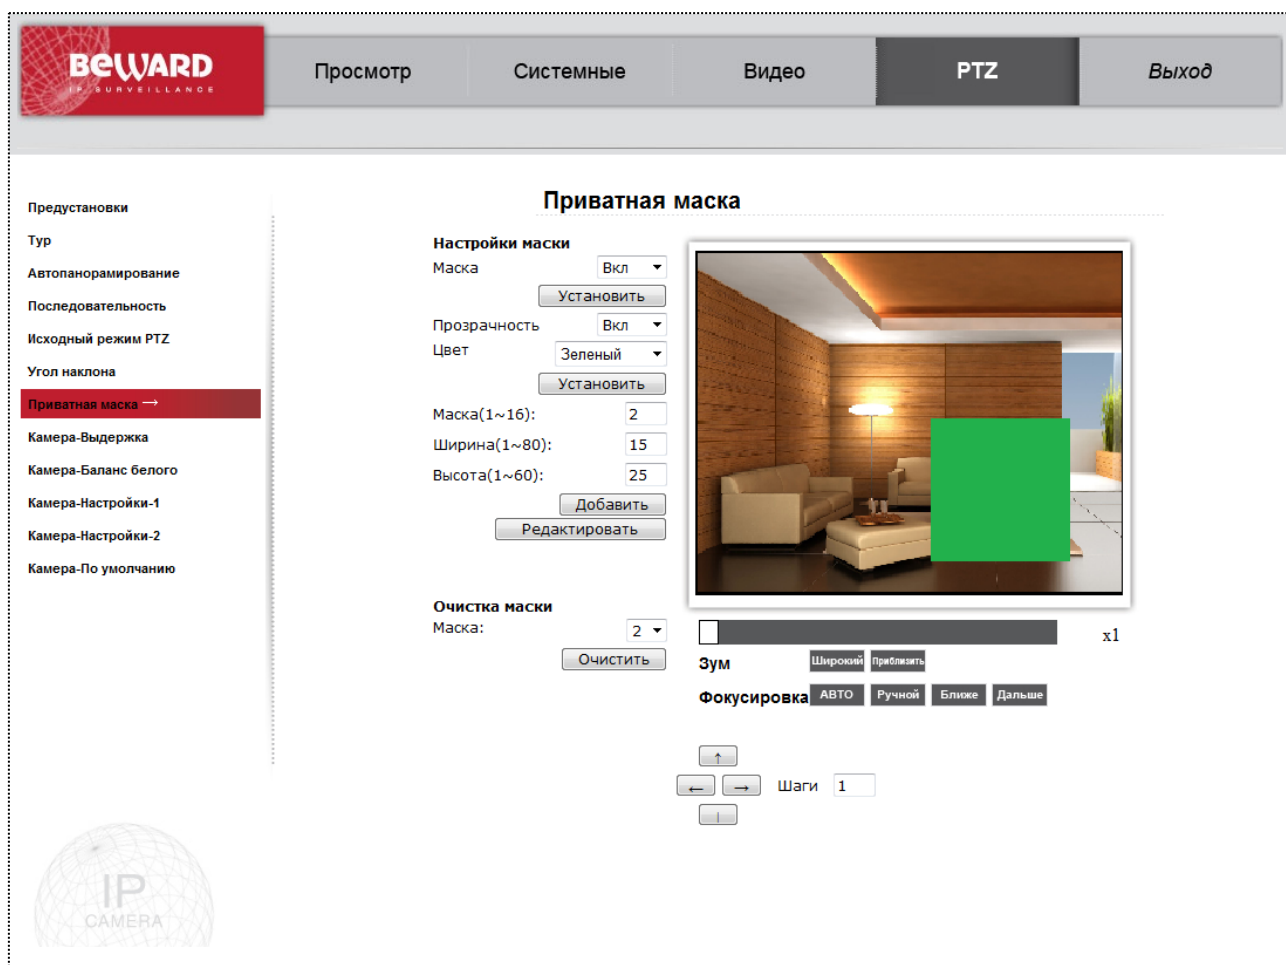 BEWARD
IP SURVEILLANCE
Просмотр
Системные
Видео
PTZ
Выход
Предустановки
Тур
Автопанорамирование
Последовательность
Исходный режим PTZ
Угол наклона
Приватная маска →
Камера-Выдержка
Камера-Баланс белого
Камера-Настройки-1
Камера-Настройки-2
Камера-По умолчанию
Приватная маска
Настройки маски
Маска Вкл
Установить
Прозрачность Вкл
Цвет Зеленый
Установить
Маска(1~16): 2
Ширина(1~80): 15
Высота(1~60): 25
Добавить
Редактировать
Очистка маски
Маска: 2
Очистить
x1
Зум Широкий Приблизить
Фокусировка АВТО Ручной Ближе Дальше
↑
← → Шаги 1
IP
CAMERA